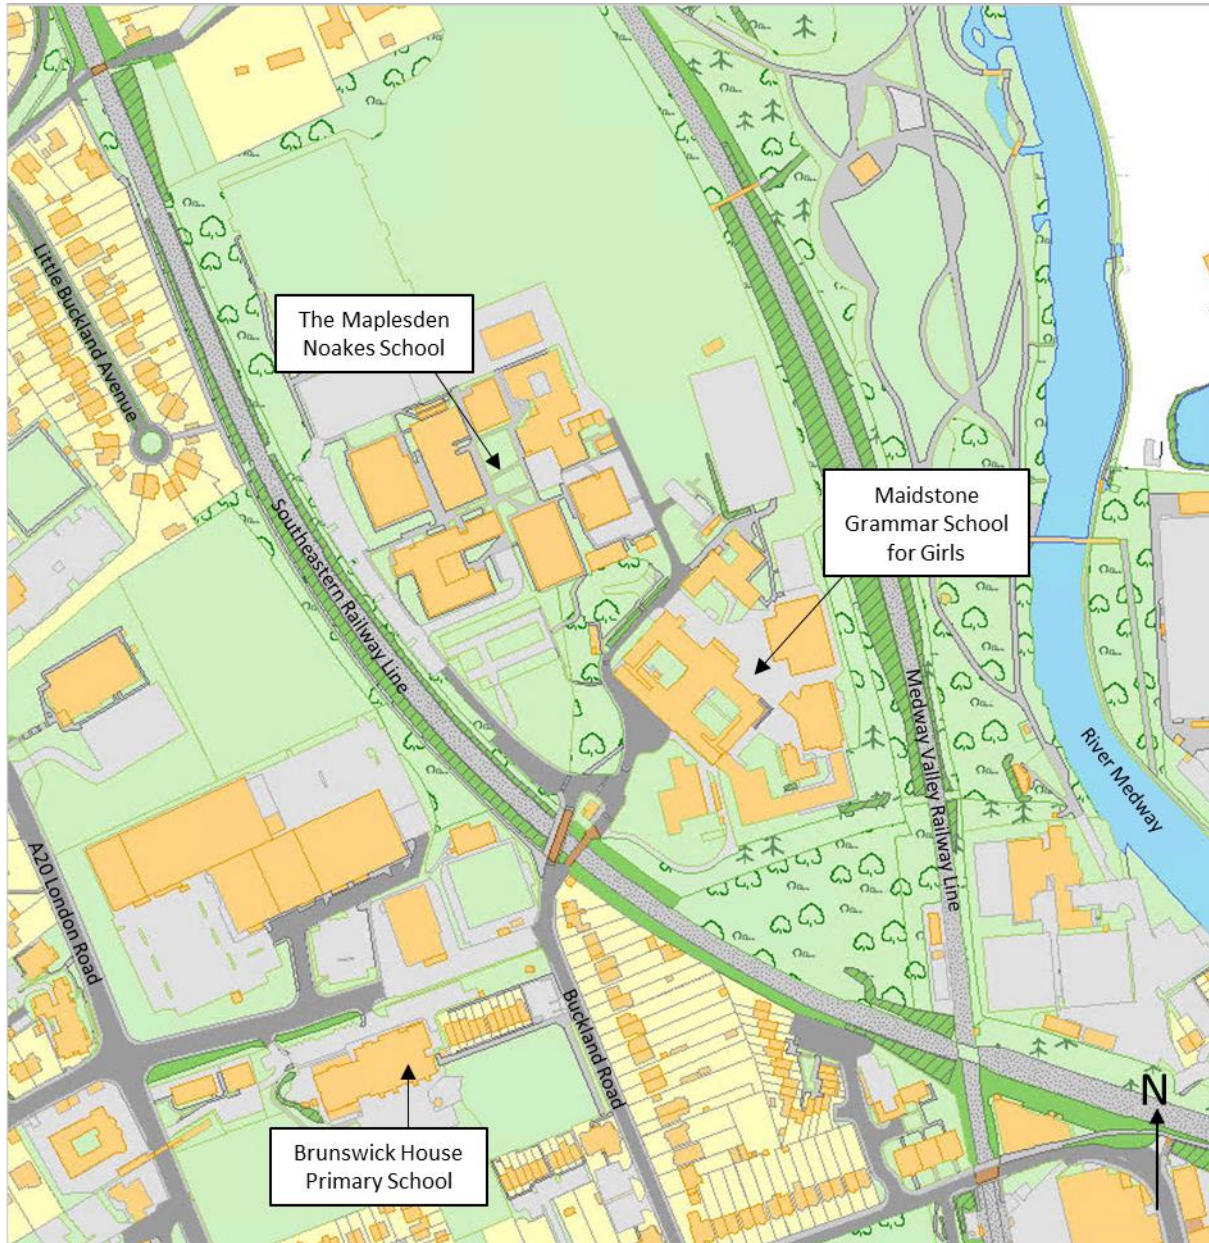 Little Buckland Avenue
The Maplesden
Noakes School
Maidstone
Grammar School
for Girls
Southeastern Railway Line
Medway Valley Railway Line
River Medway
A20 London Road
Buckland Road
Brunswick House
Primary School
N